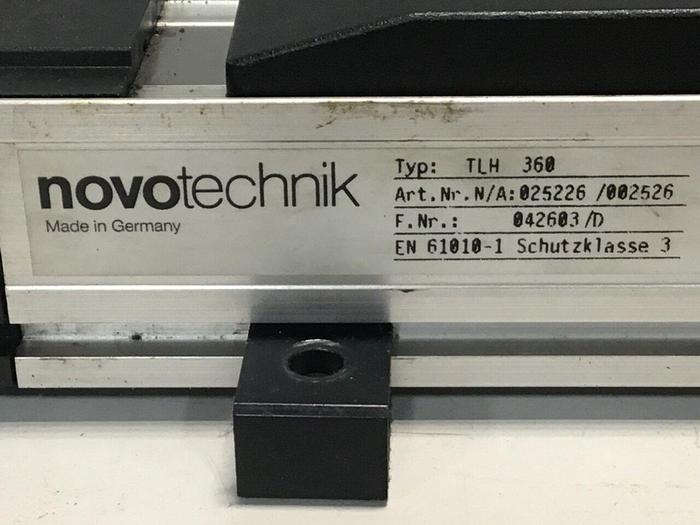 novotechnik
Made in Germany
Typ: TLH 360
Art.Nr.N/A:025226 /002526
F.Nr.: 042603/D
EN 61010-1 Schutzklasse 3